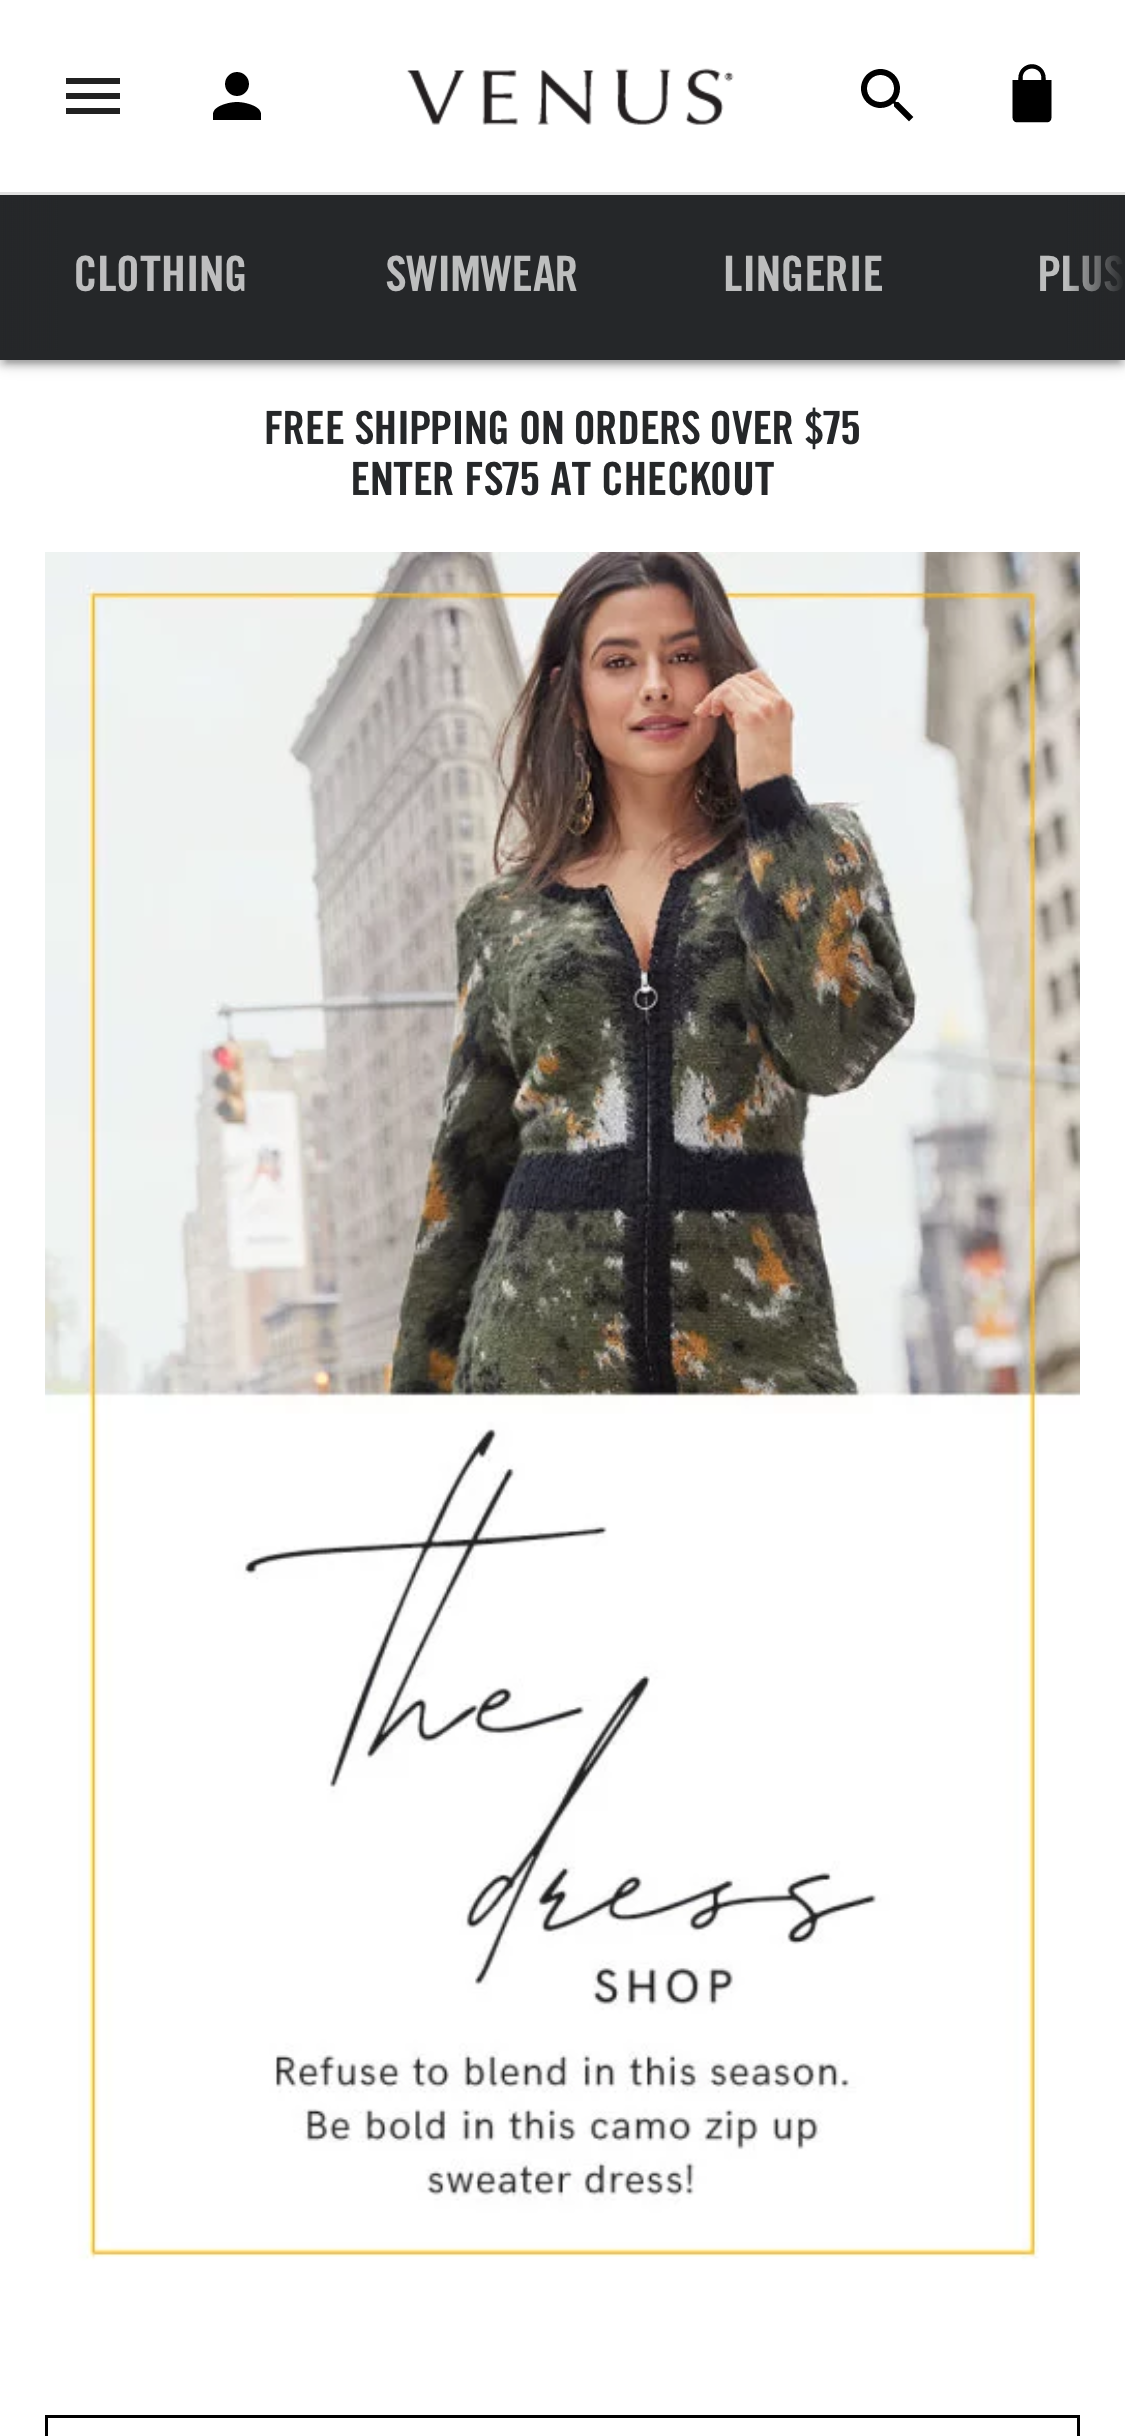 VENUS®
CLOTHING SWIMWEAR LINGERIE PLUS
FREE SHIPPING ON ORDERS OVER $75
ENTER FS75 AT CHECKOUT
the
dress
SHOP
Refuse to blend in this season.
Be bold in this camo zip up
sweater dress!